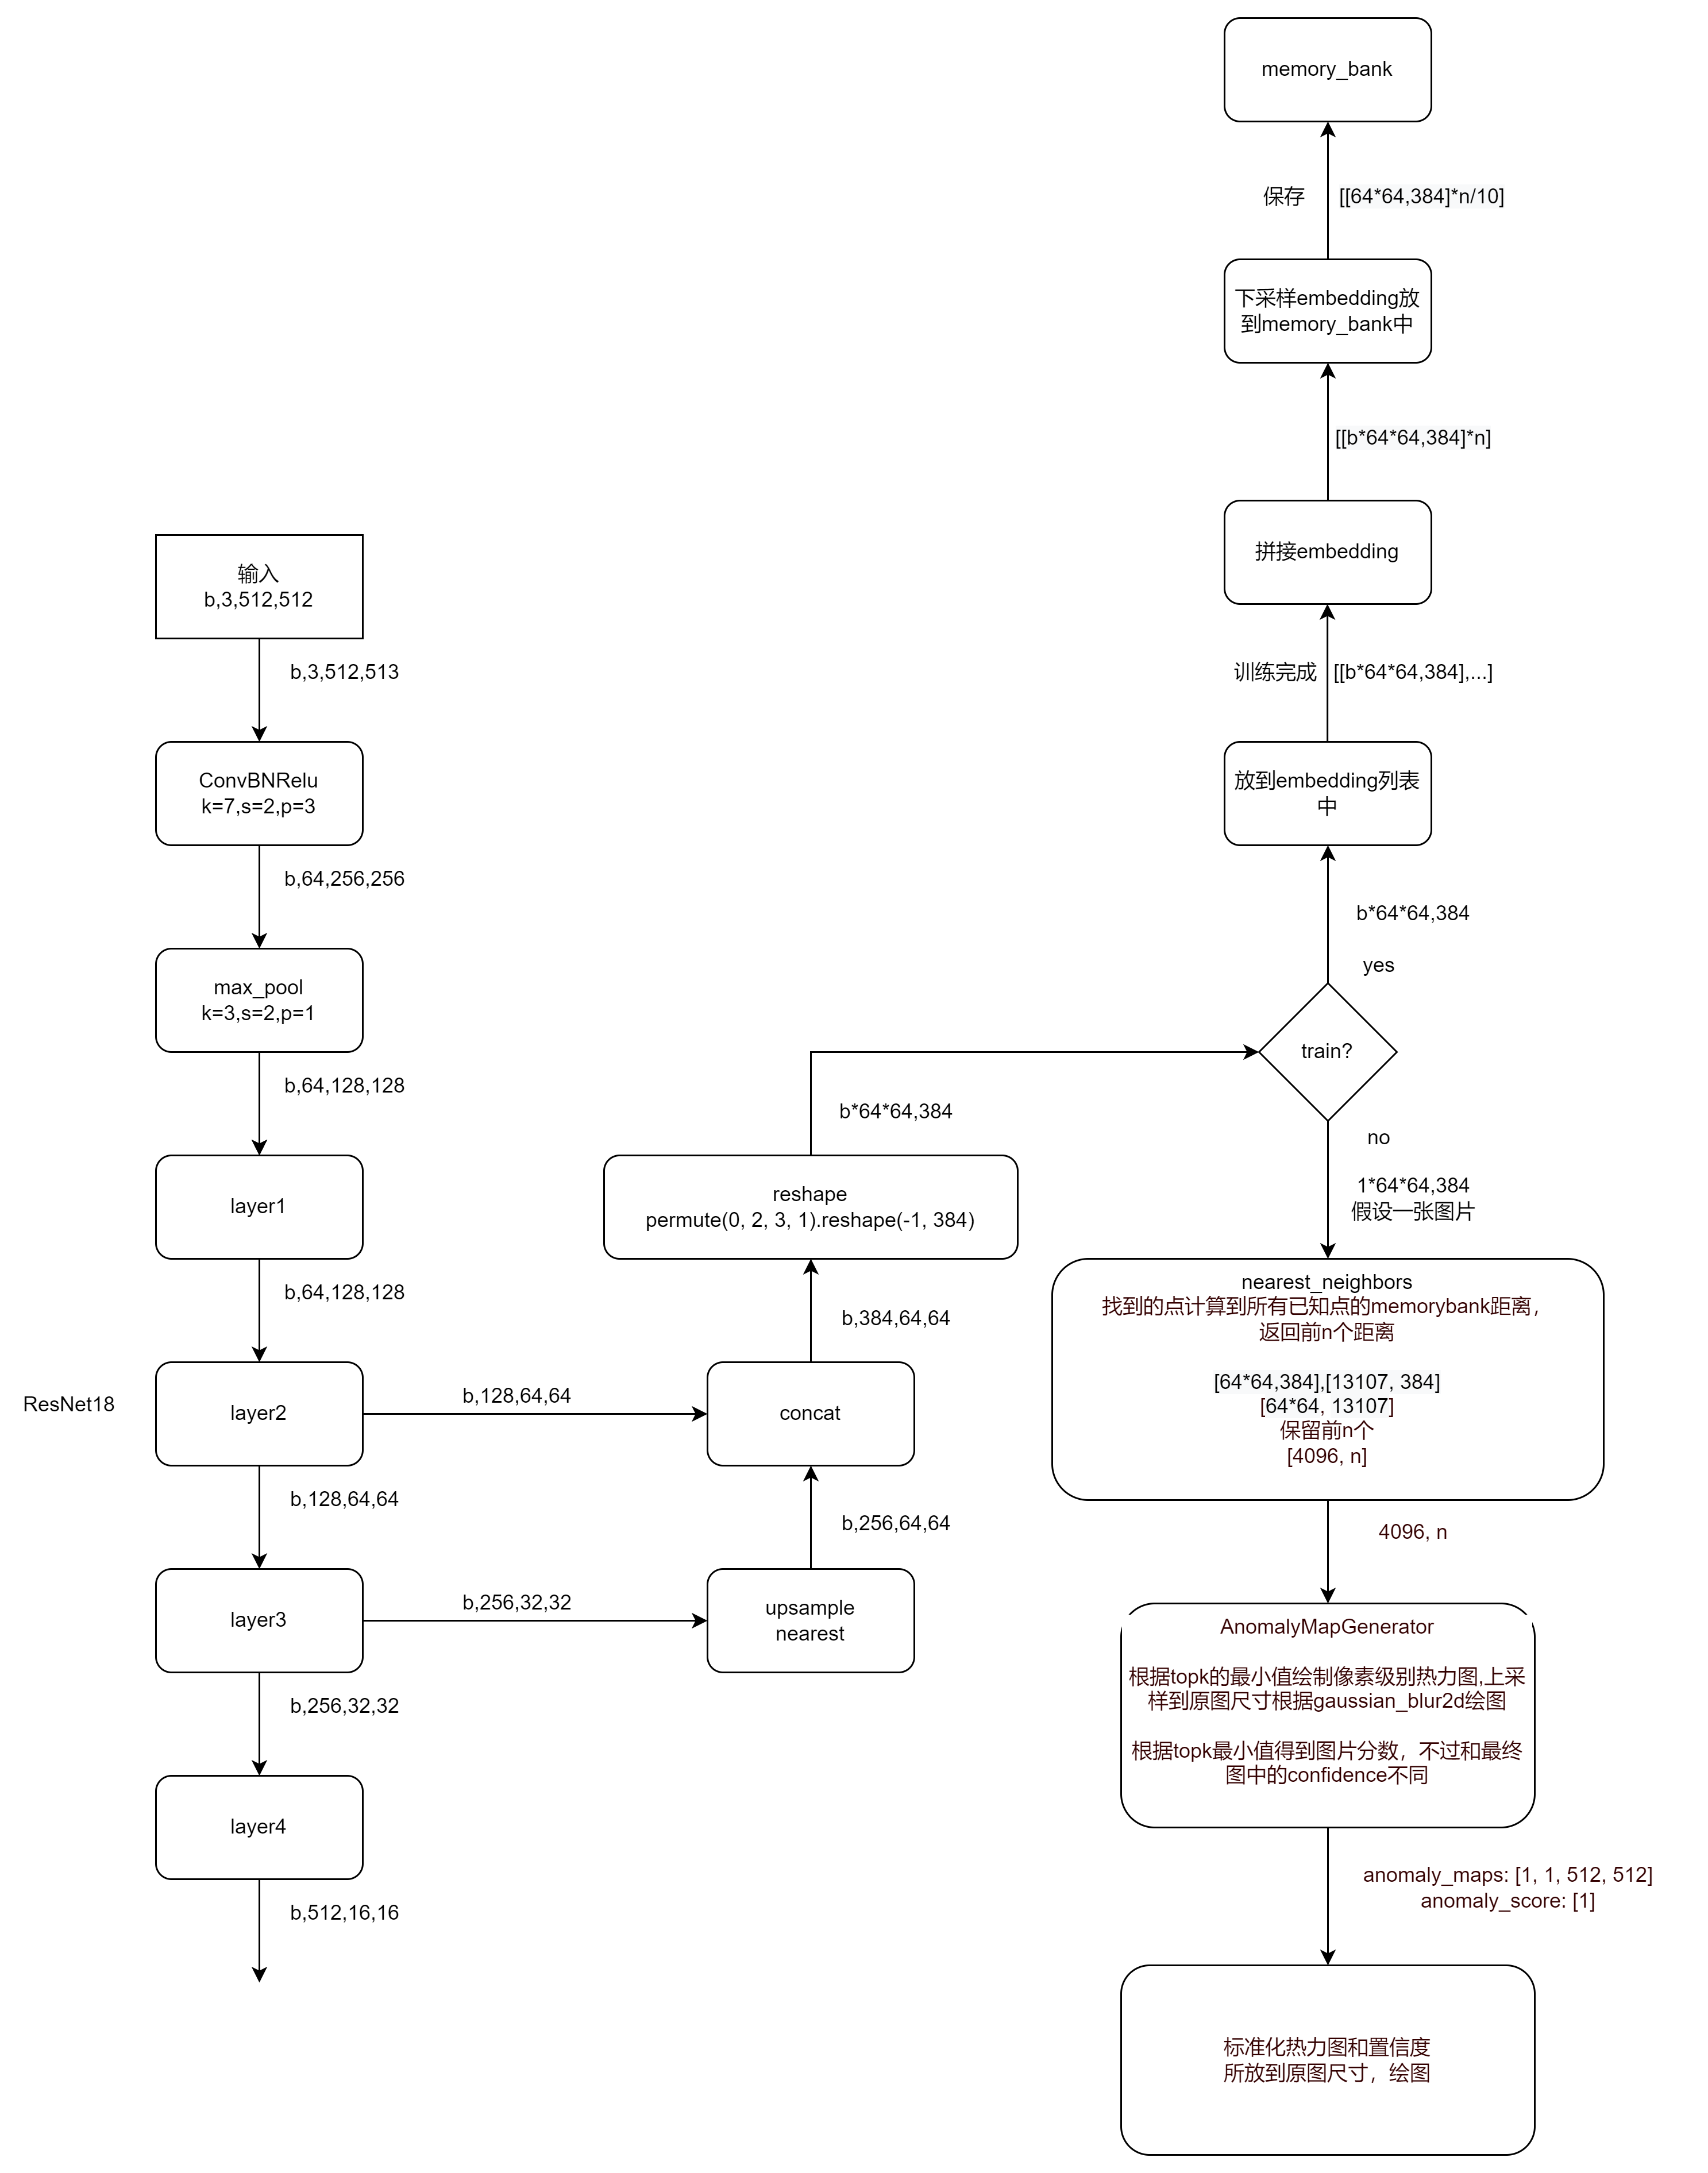 输入
b,3,512,512
b,3,512,513
ConvBNRelu
k=7,s=2,p=3
b,64,256,256
max_pool
k=3,s=2,p=1
b,64,128,128
layer1
b,64,128,128
ResNet18
layer2
b,128,64,64
b,128,64,64
layer3
b,256,32,32
b,256,32,32
layer4
b,512,16,16
upsample
nearest
b,256,64,64
concat
b,384,64,64
reshape
permute(0, 2, 3, 1).reshape(-1, 384)
b*64*64,384
train?
yes
b*64*64,384
放到embedding列表
中
训练完成
[[b*64*64,384],...]
拼接embedding
[[b*64*64,384]*n]
下采样embedding放
到memory_bank中
保存
[[64*64,384]*n/10]
memory_bank
no
1*64*64,384
假设一张图片
nearest_neighbors
找到的点计算到所有已知点的memorybank距离，
返回前n个距离
[64*64,384],[13107, 384]
[64*64, 13107]
保留前n个
[4096, n]
4096, n
AnomalyMapGenerator
根据topk的最小值绘制像素级别热力图,上采
样到原图尺寸根据gaussian_blur2d绘图
根据topk最小值得到图片分数，不过和最终
图中的confidence不同
anomaly_maps: [1, 1, 512, 512]
anomaly_score: [1]
标准化热力图和置信度
所放到原图尺寸，绘图